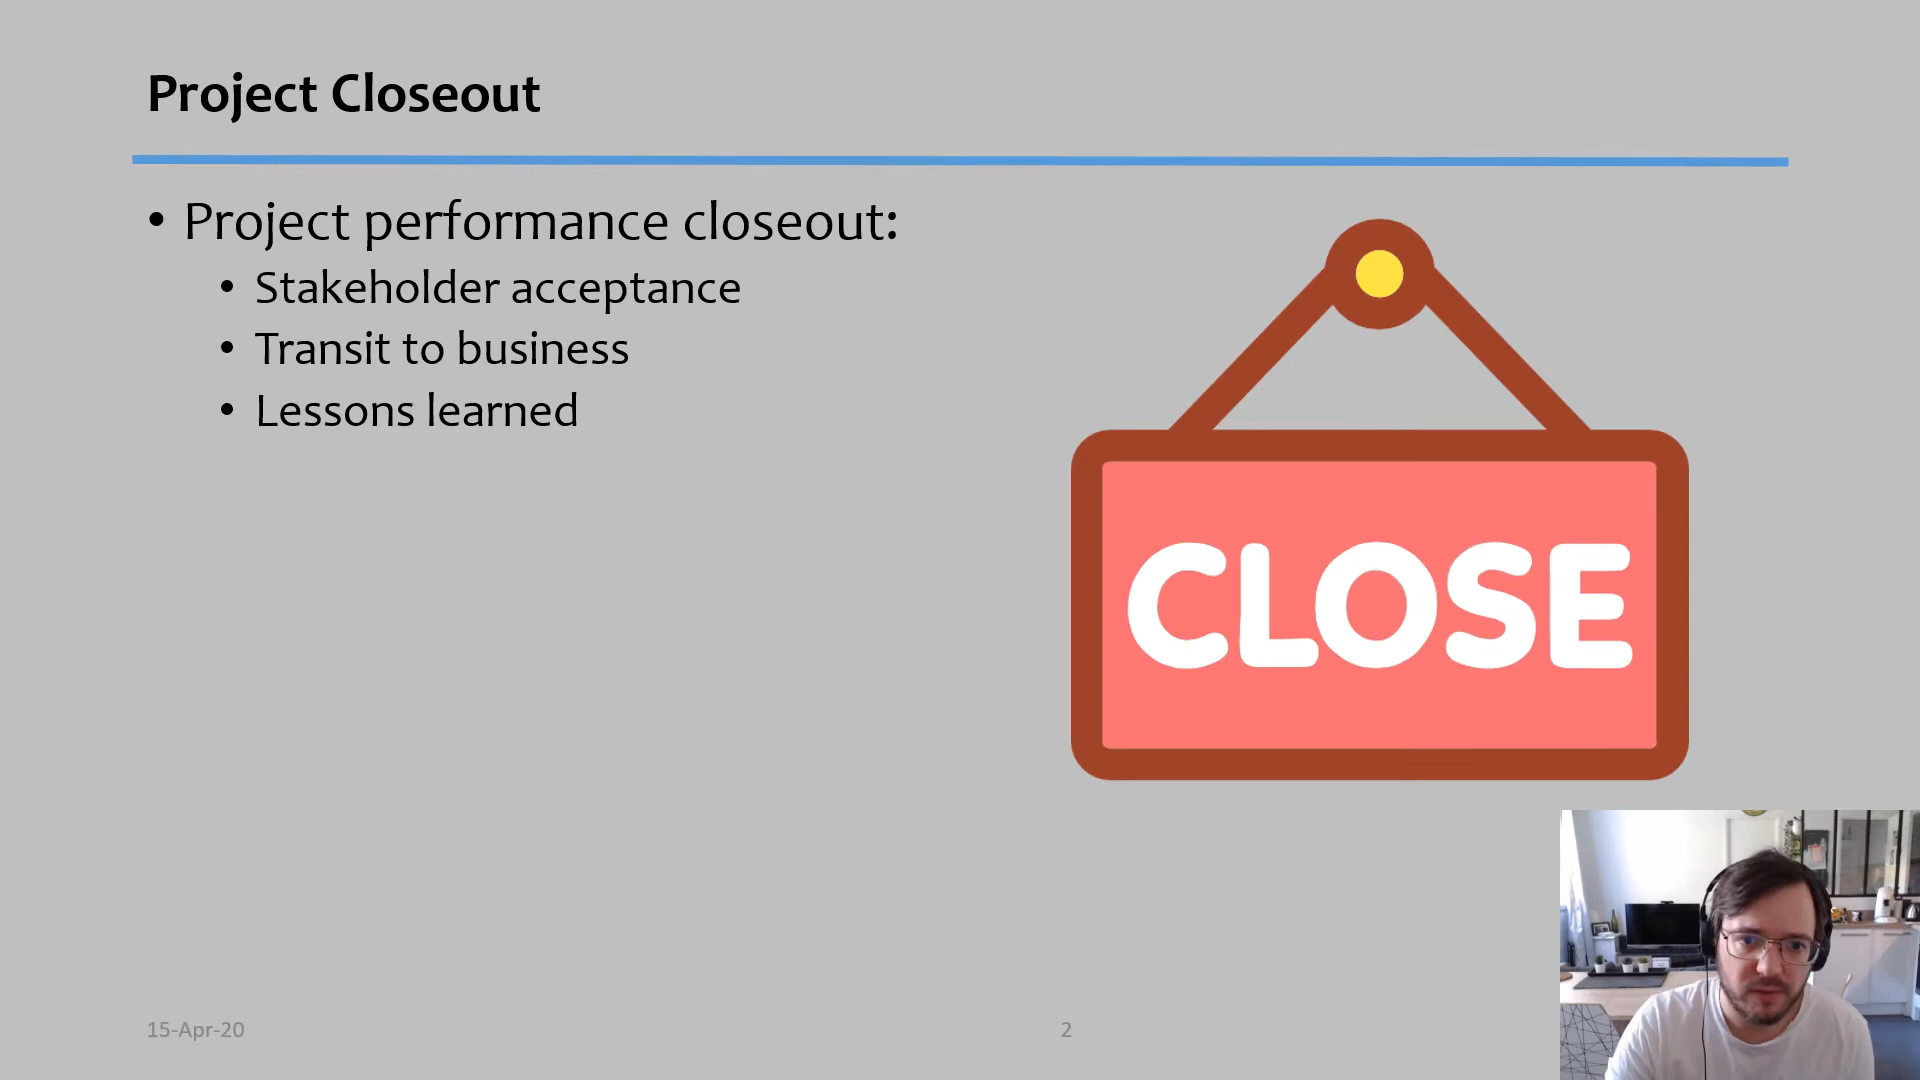 Project Closeout
• Project performance closeout:
• Stakeholder acceptance
• Transit to business
• Lessons learned
CLOSE
15-Apr-20
2